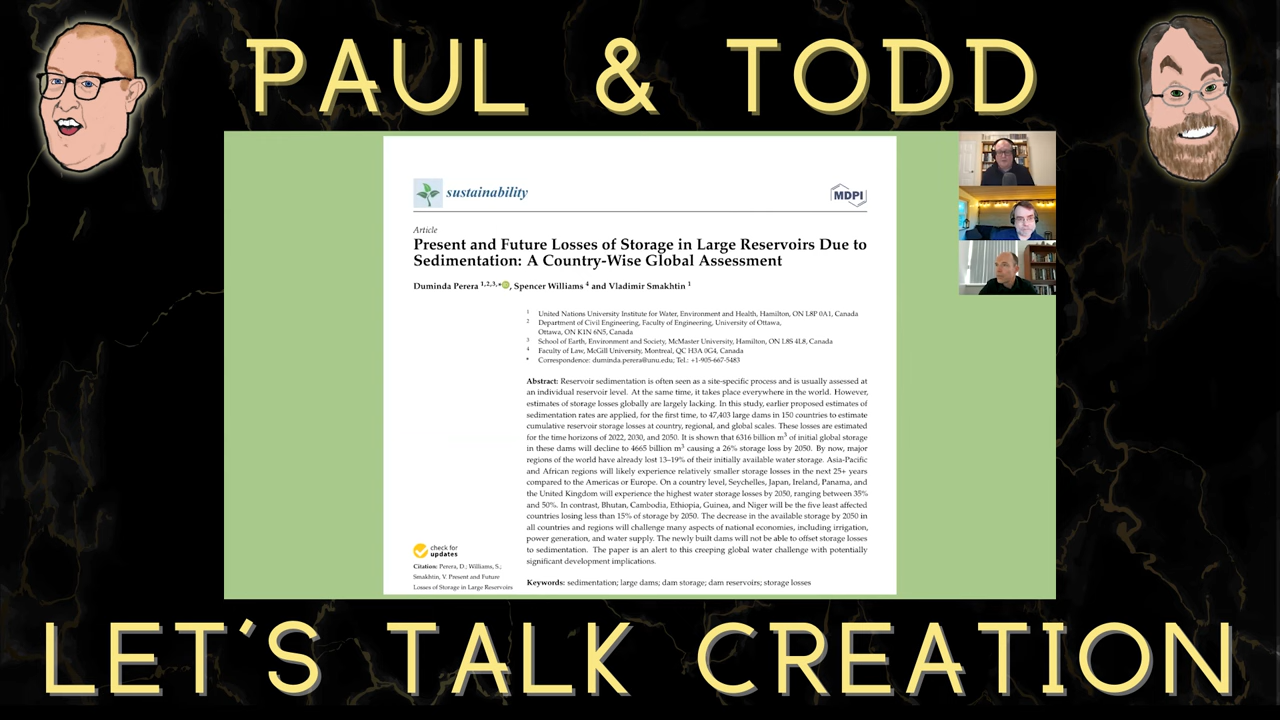 PAUL & TODD
sustainability
MDPI
Article
Present and Future Losses of Storage in Large Reservoirs Due to
Sedimentation: A Country-Wise Global Assessment
Duminda Perera 1,2,3,*, Spencer Williams 4 and Vladimir Smakhtin 1
1 United Nations University Institute for Water, Environment and Health, Hamilton, ON L8P 0A1, Canada
2 Department of Civil Engineering, Faculty of Engineering, University of Ottawa,
Ottawa, ON K1N 6N5, Canada
3 School of Earth, Environment and Society, McMaster University, Hamilton, ON L8S 4L8, Canada
4 Faculty of Law, McGill University, Montreal, QC H3A 0G4, Canada
* Correspondence: duminda.perera@unu.edu; Tel.: +1-905-667-5483
Abstract: Reservoir sedimentation is often seen as a site-specific process and is usually assessed at
an individual reservoir level. At the same time, it takes place everywhere in the world. However,
estimates of storage losses globally are largely lacking. In this study, earlier proposed estimates of
sedimentation rates are applied, for the first time, to 47,403 large dams in 150 countries to estimate
cumulative reservoir storage losses at country, regional, and global scales. These losses are estimated
for the time horizons of 2022, 2030, and 2050. It is shown that 6316 billion m³ of initial global storage
in these dams will decline to 4665 billion m³ causing a 26% storage loss by 2050. By now, major
regions of the world have already lost 13–19% of their initially available water storage. Asia-Pacific
and African regions will likely experience relatively smaller storage losses in the next 25+ years
compared to the Americas or Europe. On a country level, Seychelles, Japan, Ireland, Panama, and
the United Kingdom will experience the highest water storage losses by 2050, ranging between 35%
and 50%. In contrast, Bhutan, Cambodia, Ethiopia, Guinea, and Niger will be the five least affected
countries losing less than 15% of storage by 2050. The decrease in the available storage by 2050 in
all countries and regions will challenge many aspects of national economies, including irrigation,
power generation, and water supply. The newly built dams will not be able to offset storage losses
to sedimentation. The paper is an alert to this creeping global water challenge with potentially
significant development implications.
Keywords: sedimentation; large dams; dam storage; dam reservoirs; storage losses
check for
updates
Citation: Perera, D.; Williams, S.;
Smakhtin, V. Present and Future
Losses of Storage in Large Reservoirs
LET'S TALK CREATION